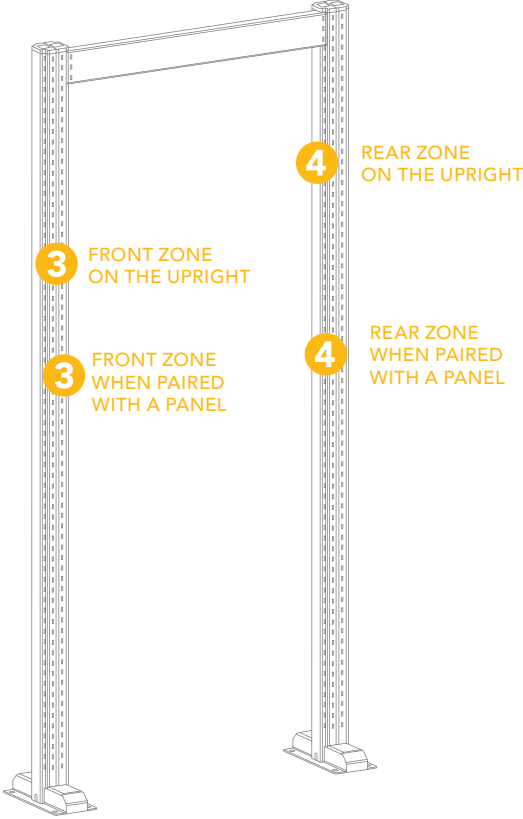 4 REAR ZONE
ON THE UPRIGHT
3 FRONT ZONE
ON THE UPRIGHT
4 REAR ZONE
WHEN PAIRED
WITH A PANEL
3 FRONT ZONE
WHEN PAIRED
WITH A PANEL